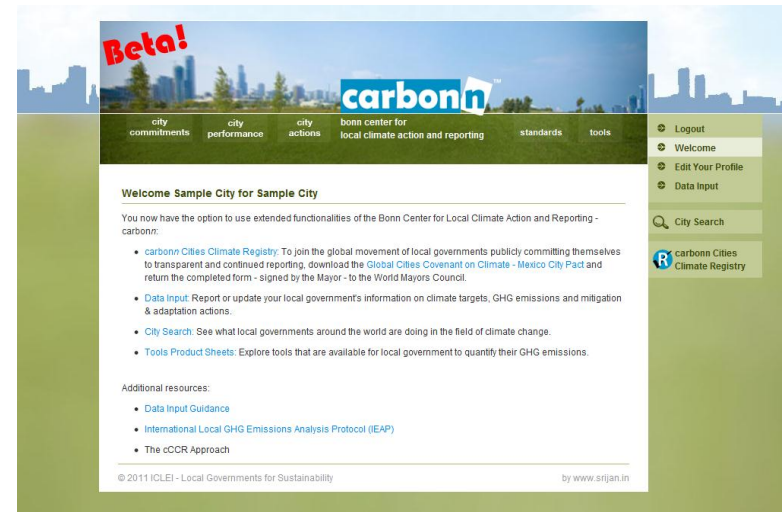 Beta!
carbonn™
city commitments
city performance
city actions
bonn center for
local climate action and reporting
standards
tools
Logout
Welcome
Edit Your Profile
Data Input
City Search
carbonn Cities
Climate Registry
Welcome Sample City for Sample City
You now have the option to use extended functionalities of the Bonn Center for Local Climate Action and Reporting -
carbonn:
• carbonn Cities Climate Registry: To join the global movement of local governments publicly committing themselves
to transparent and continued reporting, download the Global Cities Covenant on Climate - Mexico City Pact and
return the completed form - signed by the Mayor - to the World Mayors Council.
• Data Input: Report or update your local government's information on climate targets, GHG emissions and mitigation
& adaptation actions.
• City Search: See what local governments around the world are doing in the field of climate change.
• Tools Product Sheets: Explore tools that are available for local government to quantify their GHG emissions.
Additional resources:
• Data Input Guidance
• International Local GHG Emissions Analysis Protocol (IEAP)
• The cCCR Approach
© 2011 ICLEI - Local Governments for Sustainability
by www.srijan.in